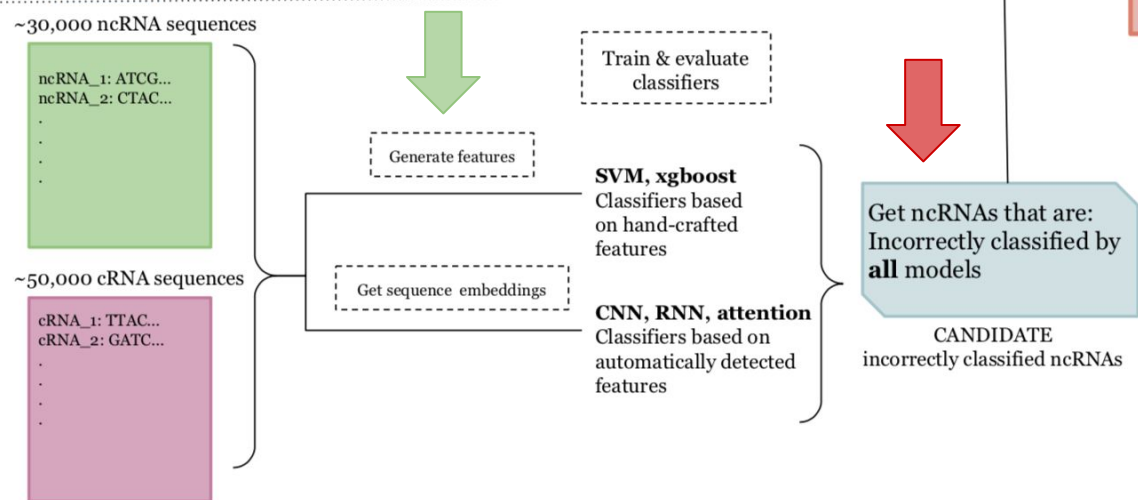 ~30,000 ncRNA sequences
ncRNA_1: ATCG...
ncRNA_2: CTAC...
.
.
.
.
~50,000 cRNA sequences
cRNA_1: TTAC...
cRNA_2: GATC...
.
.
.
.
Generate features
Get sequence embeddings
Train & evaluate
classifiers
SVM, xgboost
Classifiers based
on hand-crafted
features
CNN, RNN, attention
Classifiers based on
automatically detected
features
Get ncRNAs that are:
Incorrectly classified by
all models
CANDIDATE
incorrectly classified ncRNAs